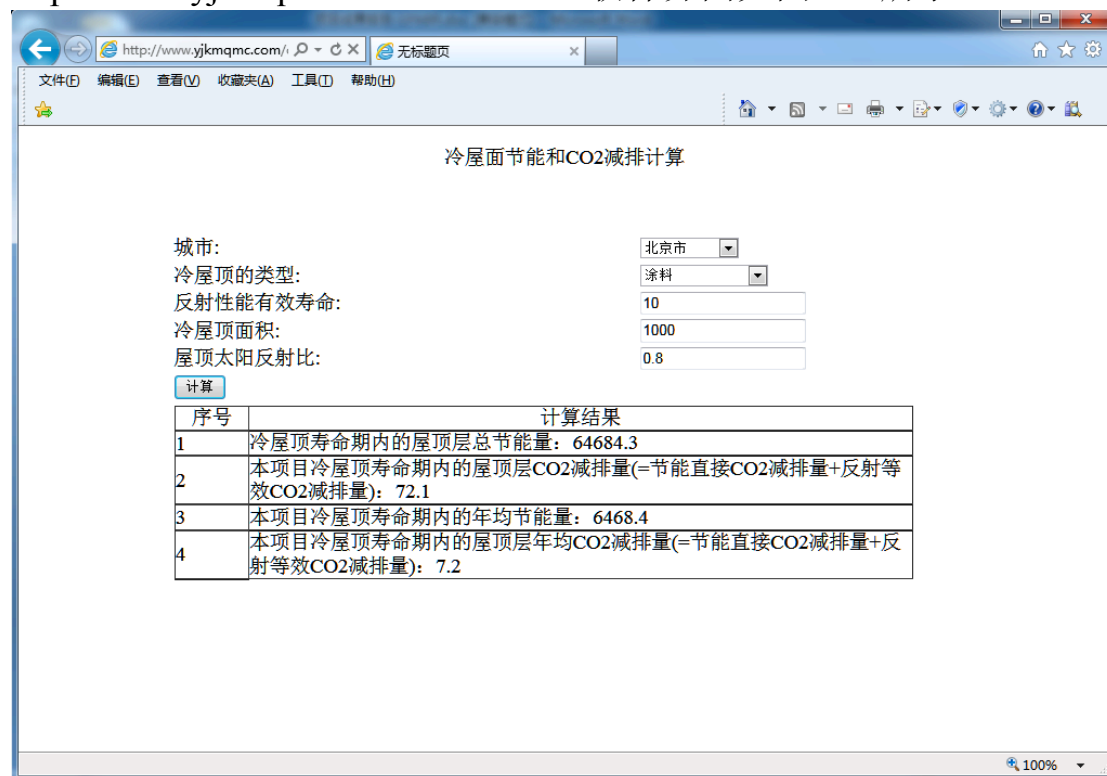 http://www.yjkmqmc.com/
无标题页
文件(F) 编辑(E) 查看(V) 收藏夹(A) 工具(T) 帮助(H)
冷屋面节能和CO2减排计算
城市: 北京市
冷屋顶的类型: 涂料
反射性能有效寿命: 10
冷屋顶面积: 1000
屋顶太阳反射比: 0.8
计算
序号 计算结果
1 冷屋顶寿命期内的屋顶层总节能量：64684.3
本项目冷屋顶寿命期内的屋顶层CO2减排量(=节能直接CO2减排量+反射等
2 效CO2减排量)：72.1
3 本项目冷屋顶寿命期内的年均节能量：6468.4
本项目冷屋顶寿命期内的屋顶层年均CO2减排量(=节能直接CO2减排量+反
4 射等效CO2减排量)：7.2
100%